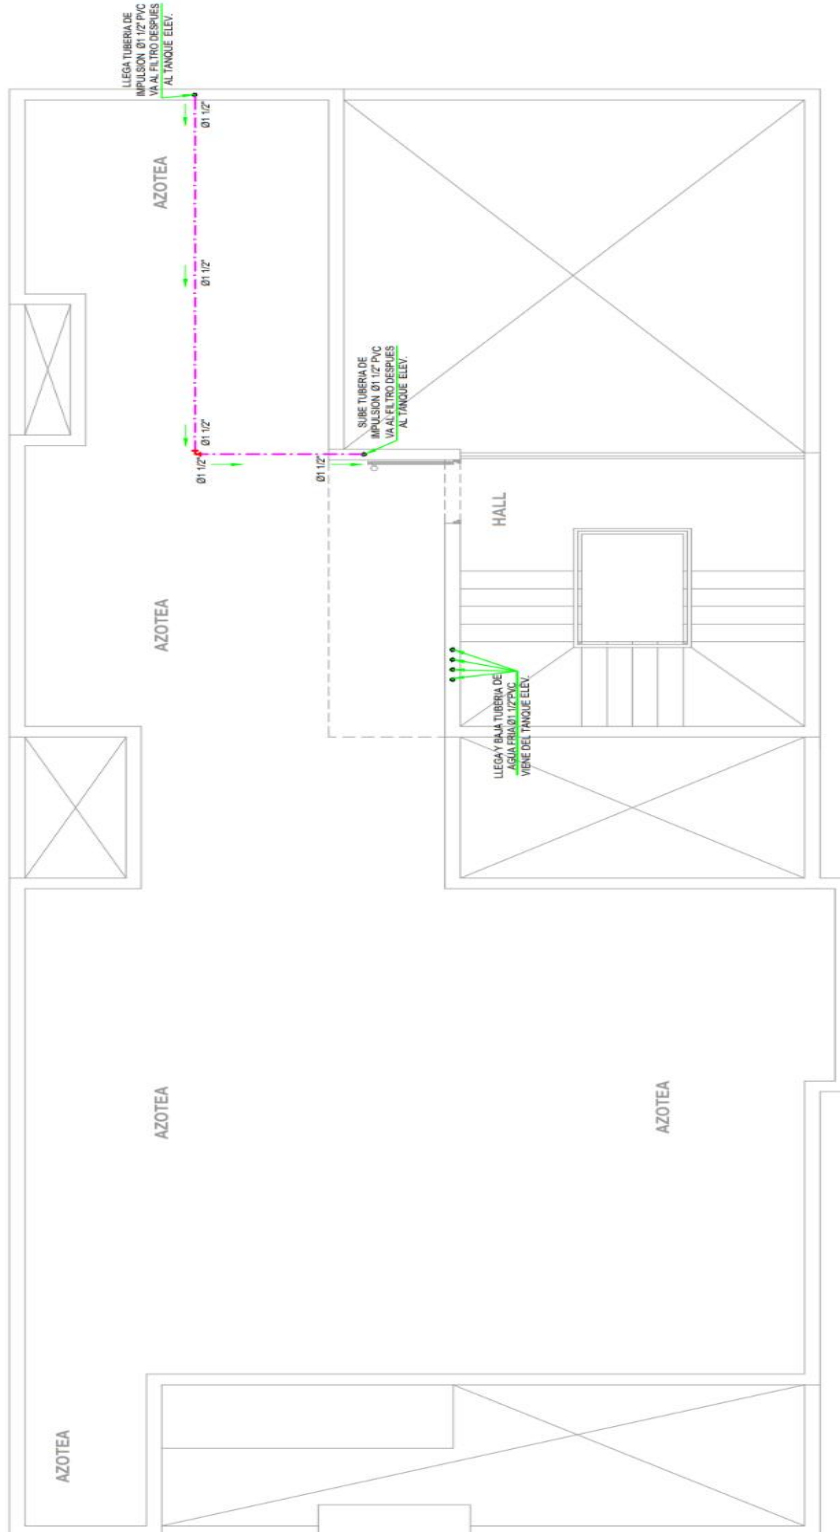 LLEGA TUBERIA DE
IMPULSION Ø1 1/2" PVC
VA AL FILTRO DESPUES
AL TANQUE ELEV.
Ø1 1/2"
AZOTEA
Ø1 1/2"
SUBE TUBERIA DE
IMPULSION Ø1 1/2" PVC
VA AL FILTRO DESPUES
AL TANQUE ELEV.
Ø1 1/2"
Ø1 1/2"
Ø1 1/2"
HALL
AZOTEA
LLEGA Y BAJA TUBERIA DE
AGUA FRIA Ø1 1/2" PVC
VIENE DEL TANQUE ELEV.
AZOTEA
AZOTEA
AZOTEA